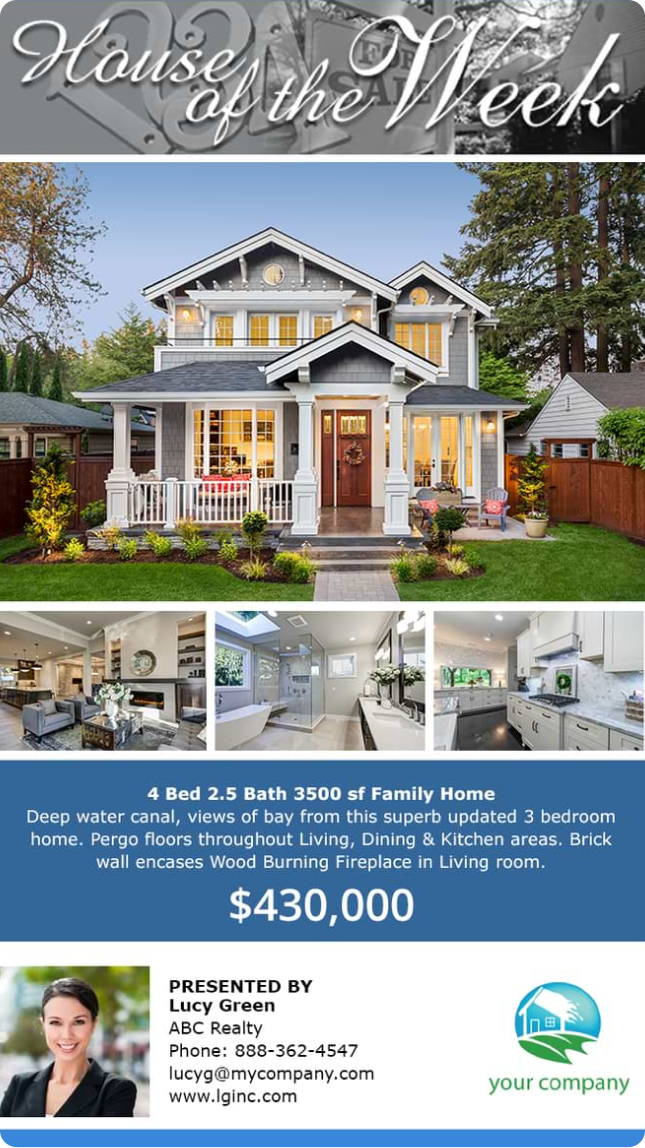 House
of the Week
FOR
SALE
4 Bed 2.5 Bath 3500 sf Family Home
Deep water canal, views of bay from this superb updated 3 bedroom
home. Pergo floors throughout Living, Dining & Kitchen areas. Brick
wall encases Wood Burning Fireplace in Living room.
$430,000
PRESENTED BY
Lucy Green
ABC Realty
Phone: 888-362-4547
lucyg@mycompany.com
www.lginc.com
your company